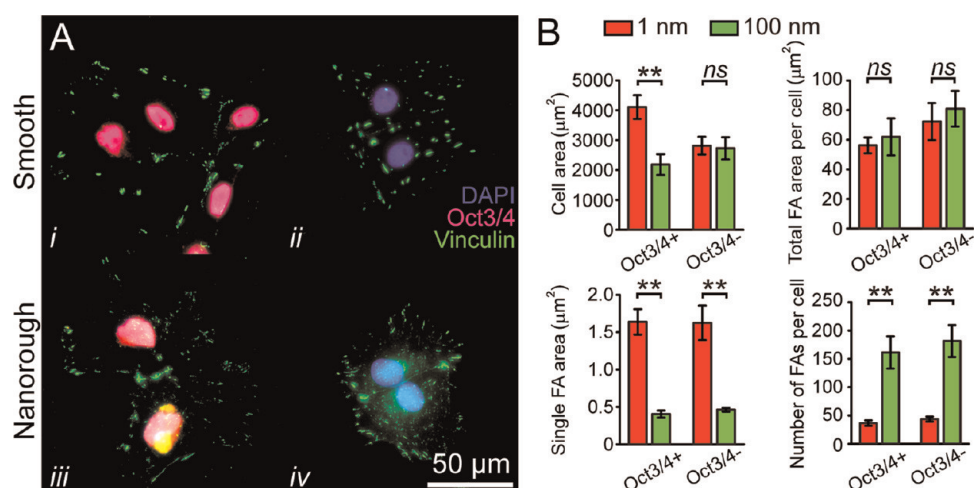 A
Smooth
i
ii
DAPI
Oct3/4
Vinculin
Nanorough
iii
iv
50 μm
B
1 nm
100 nm
Cell area (μm²)
5000
4000
3000
2000
1000
0
**
ns
Oct3/4+
Oct3/4-
Total FA area per cell (μm²)
100
80
60
40
20
0
ns
ns
Oct3/4+
Oct3/4-
Single FA area (μm²)
2.0
1.5
1.0
0.5
0
**
**
Oct3/4+
Oct3/4-
Number of FAs per cell
250
200
150
100
50
0
**
**
Oct3/4+
Oct3/4-